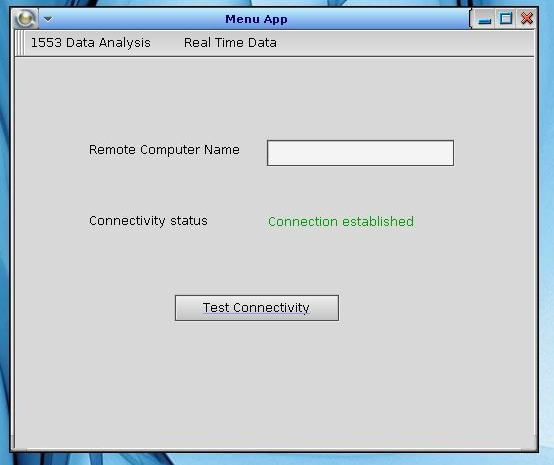 Menu App
1553 Data Analysis Real Time Data
Remote Computer Name
Connectivity status Connection established
Test Connectivity